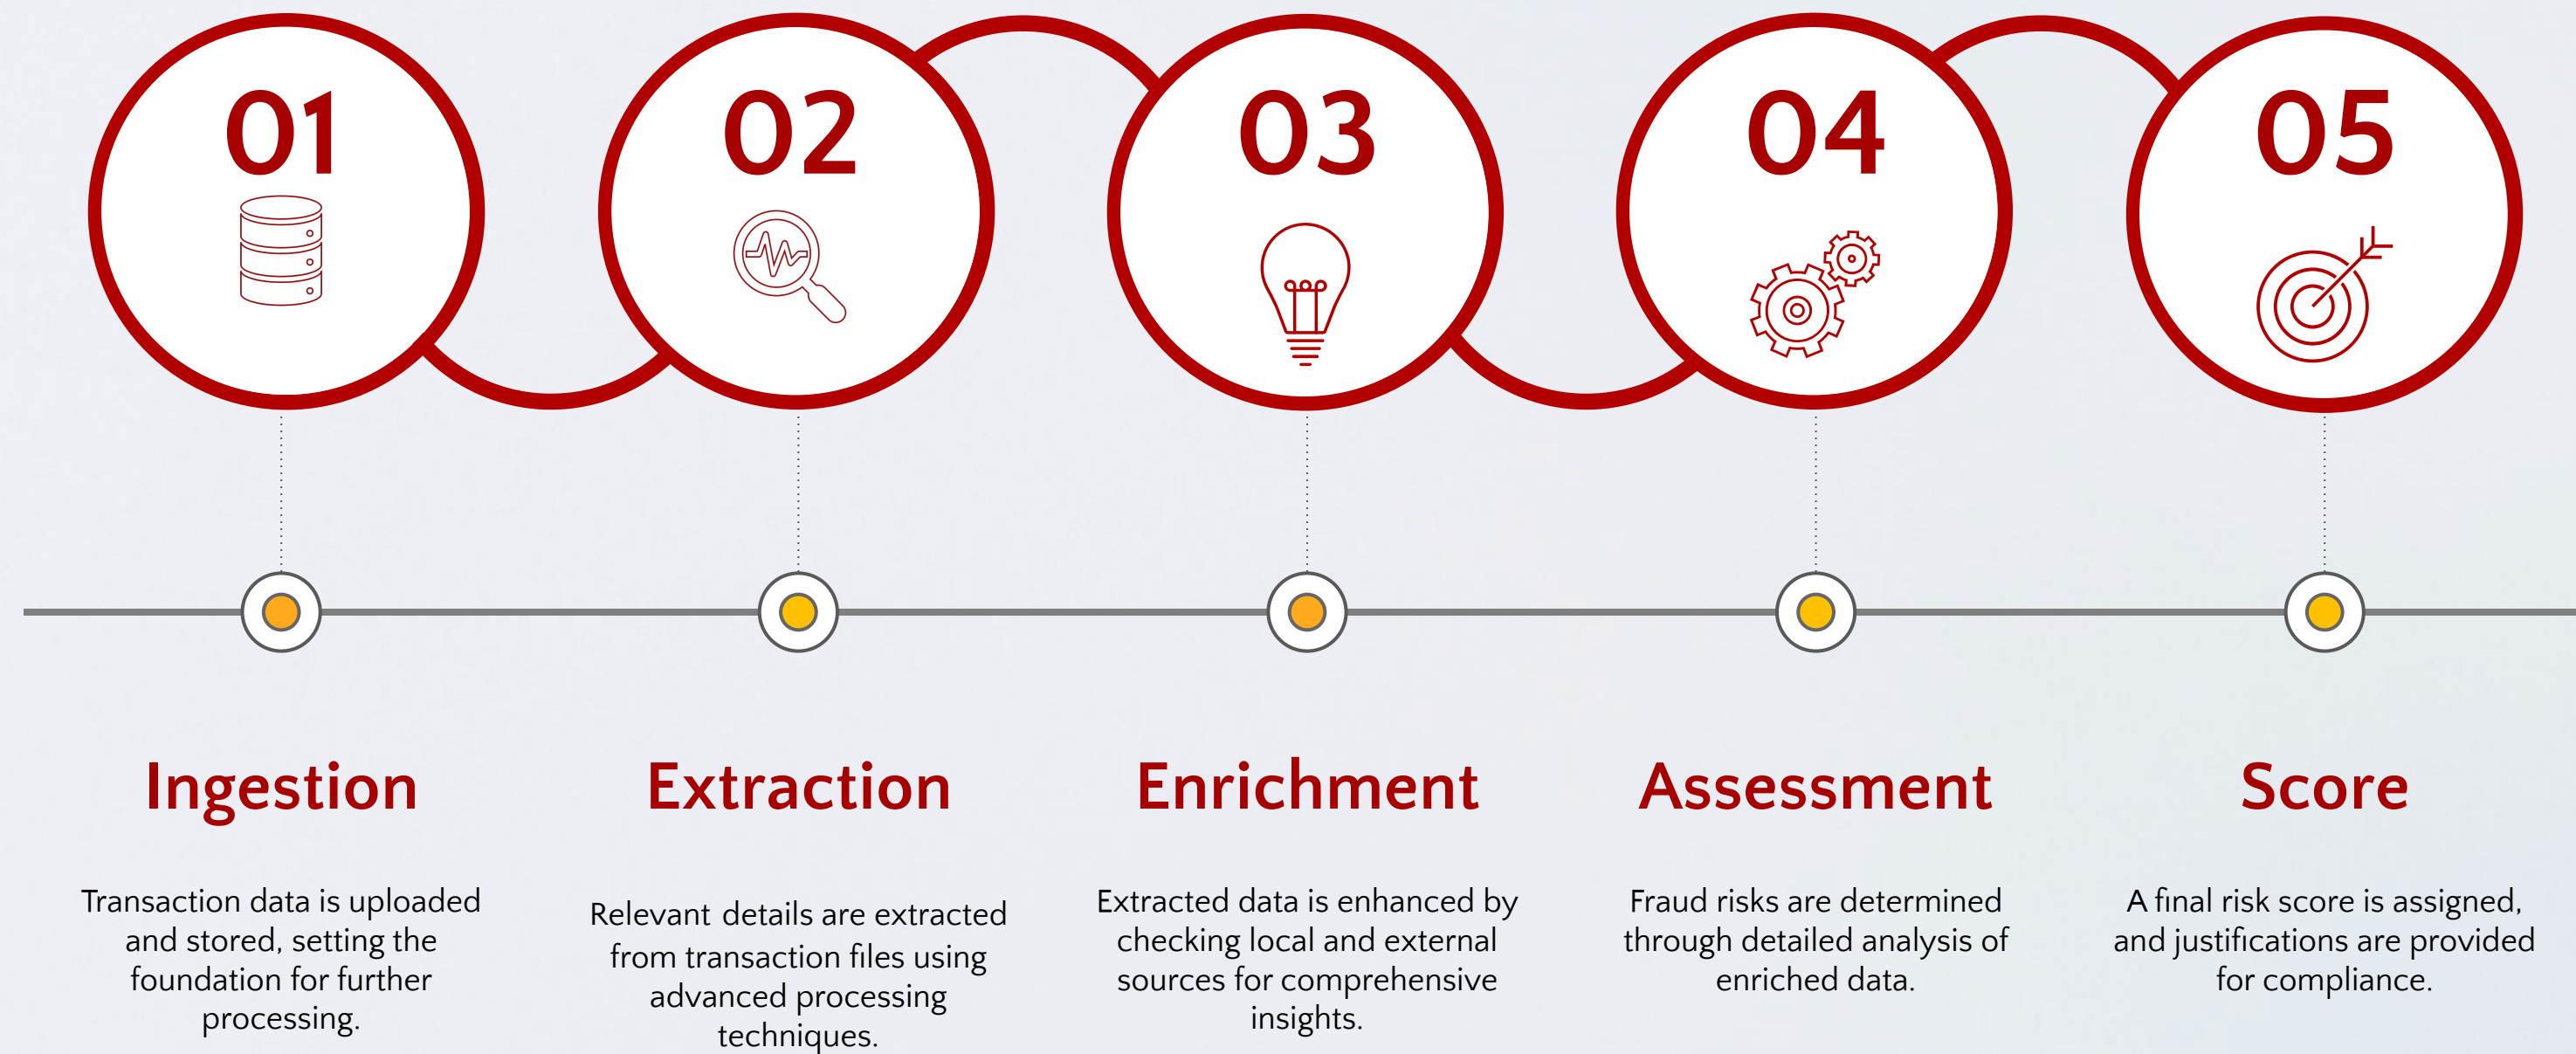 01
02
03
04
05
Ingestion
Transaction data is uploaded
and stored, setting the
foundation for further
processing.
Extraction
Relevant details are extracted
from transaction files using
advanced processing
techniques.
Enrichment
Extracted data is enhanced by
checking local and external
sources for comprehensive
insights.
Assessment
Fraud risks are determined
through detailed analysis of
enriched data.
Score
A final risk score is assigned,
and justifications are provided
for compliance.